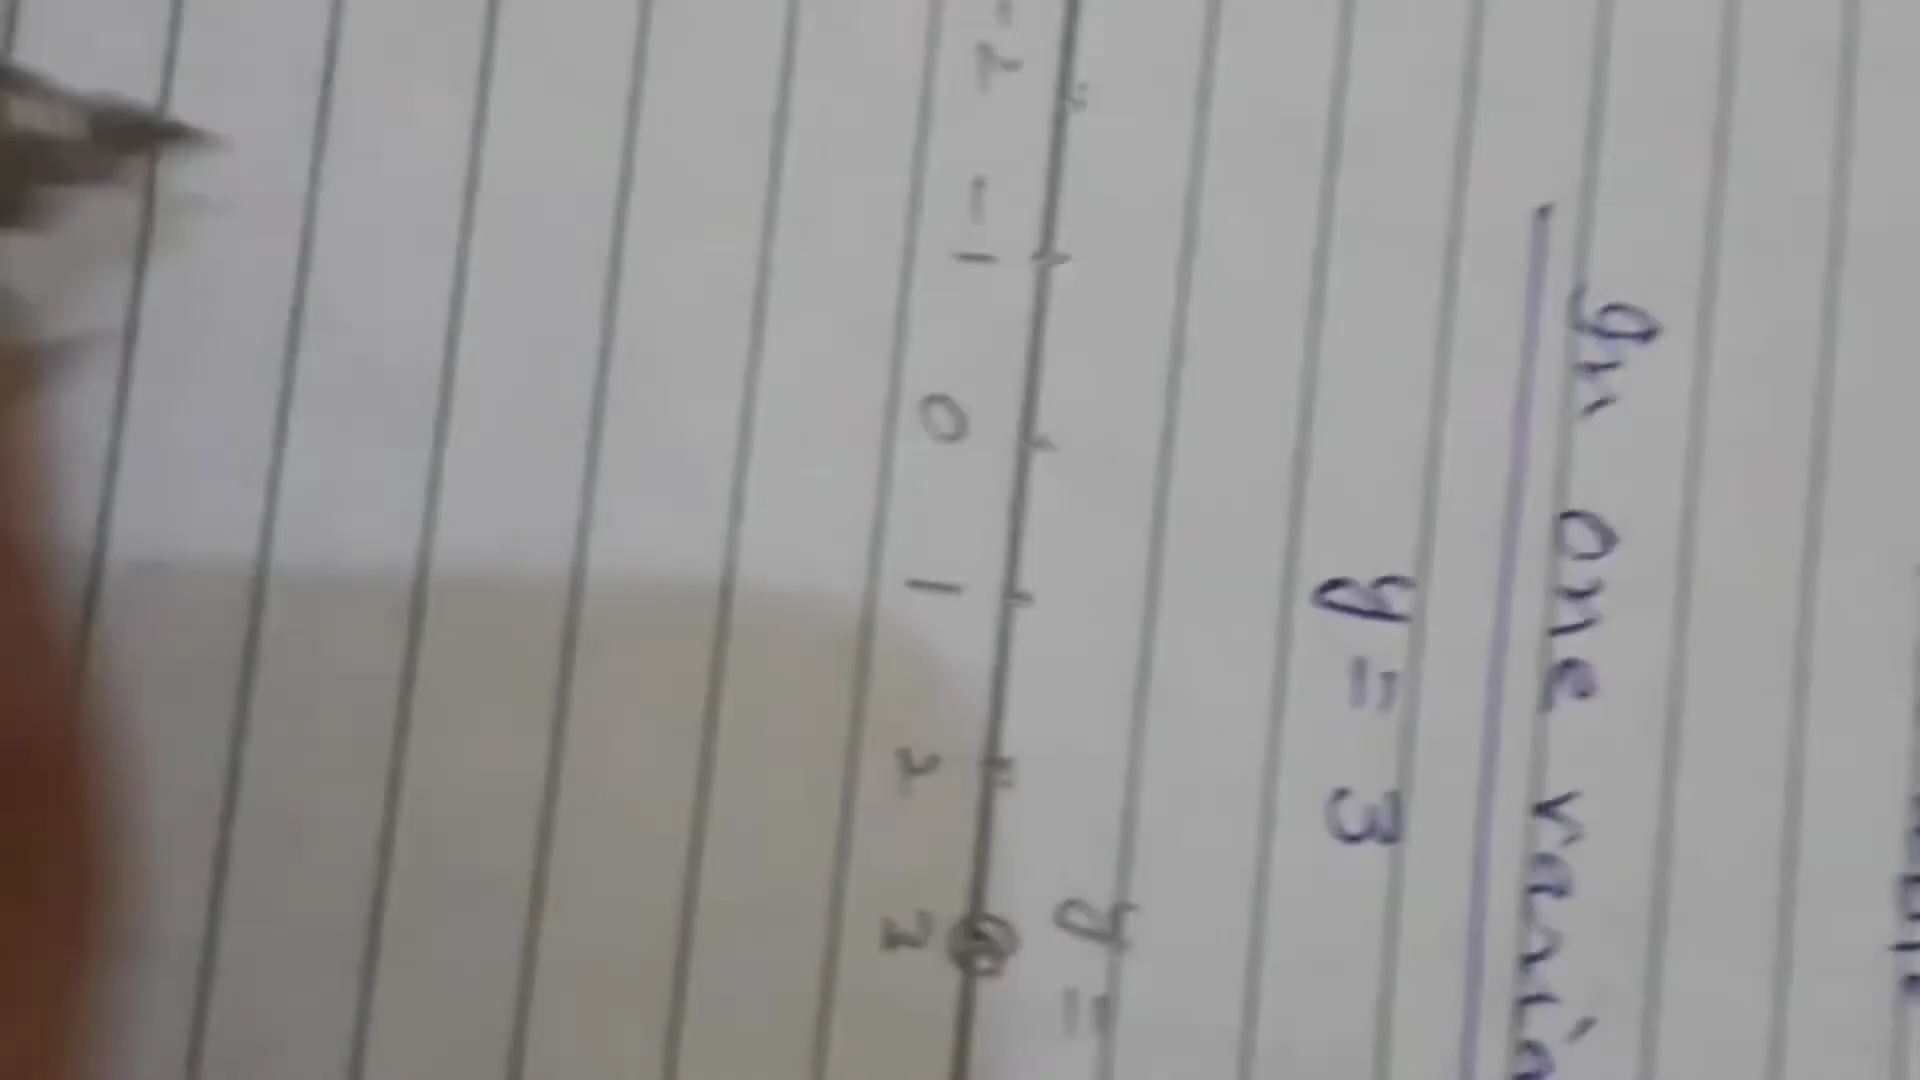 In one varia
y = 3
y =
-2 -1 0 1 2 3